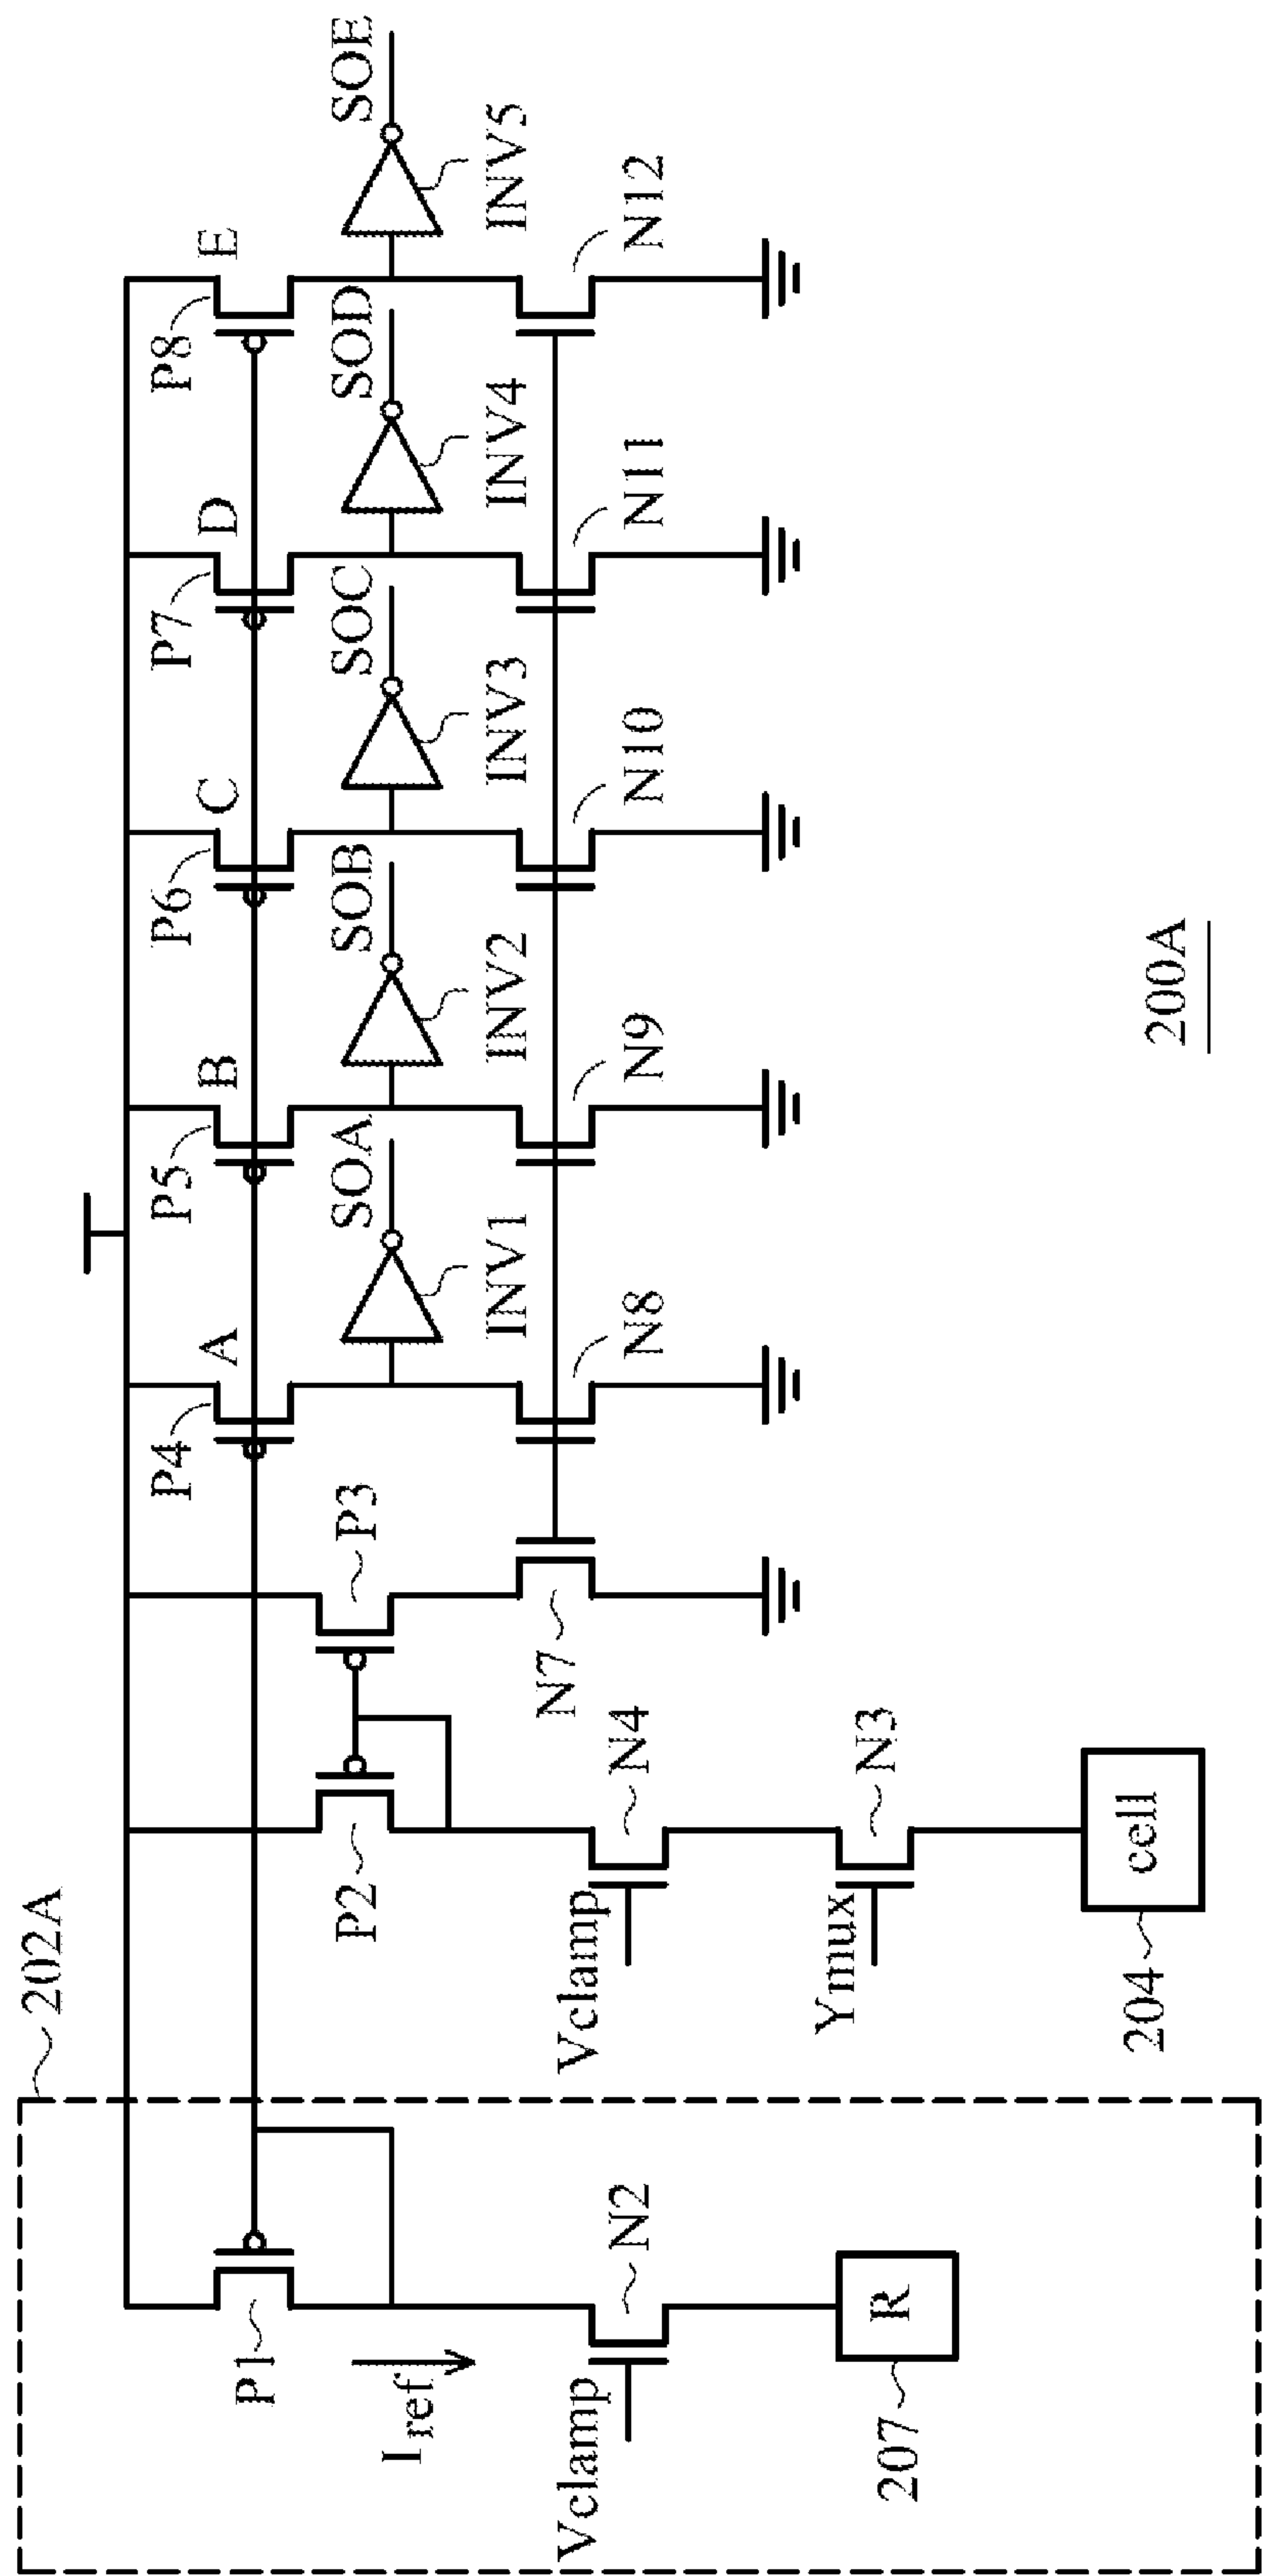 202A
P1
I ref
Vclamp
N2
R
207
P2
P3
Vclamp
N4
Ymux
N3
cell
204
N7
P4
A
SOA
INV1
N8
P5
B
SOB
INV2
N9
P6
C
SOC
INV3
N10
P7
D
SOD
INV4
N11
P8
E
SOE
INV5
N12
200A